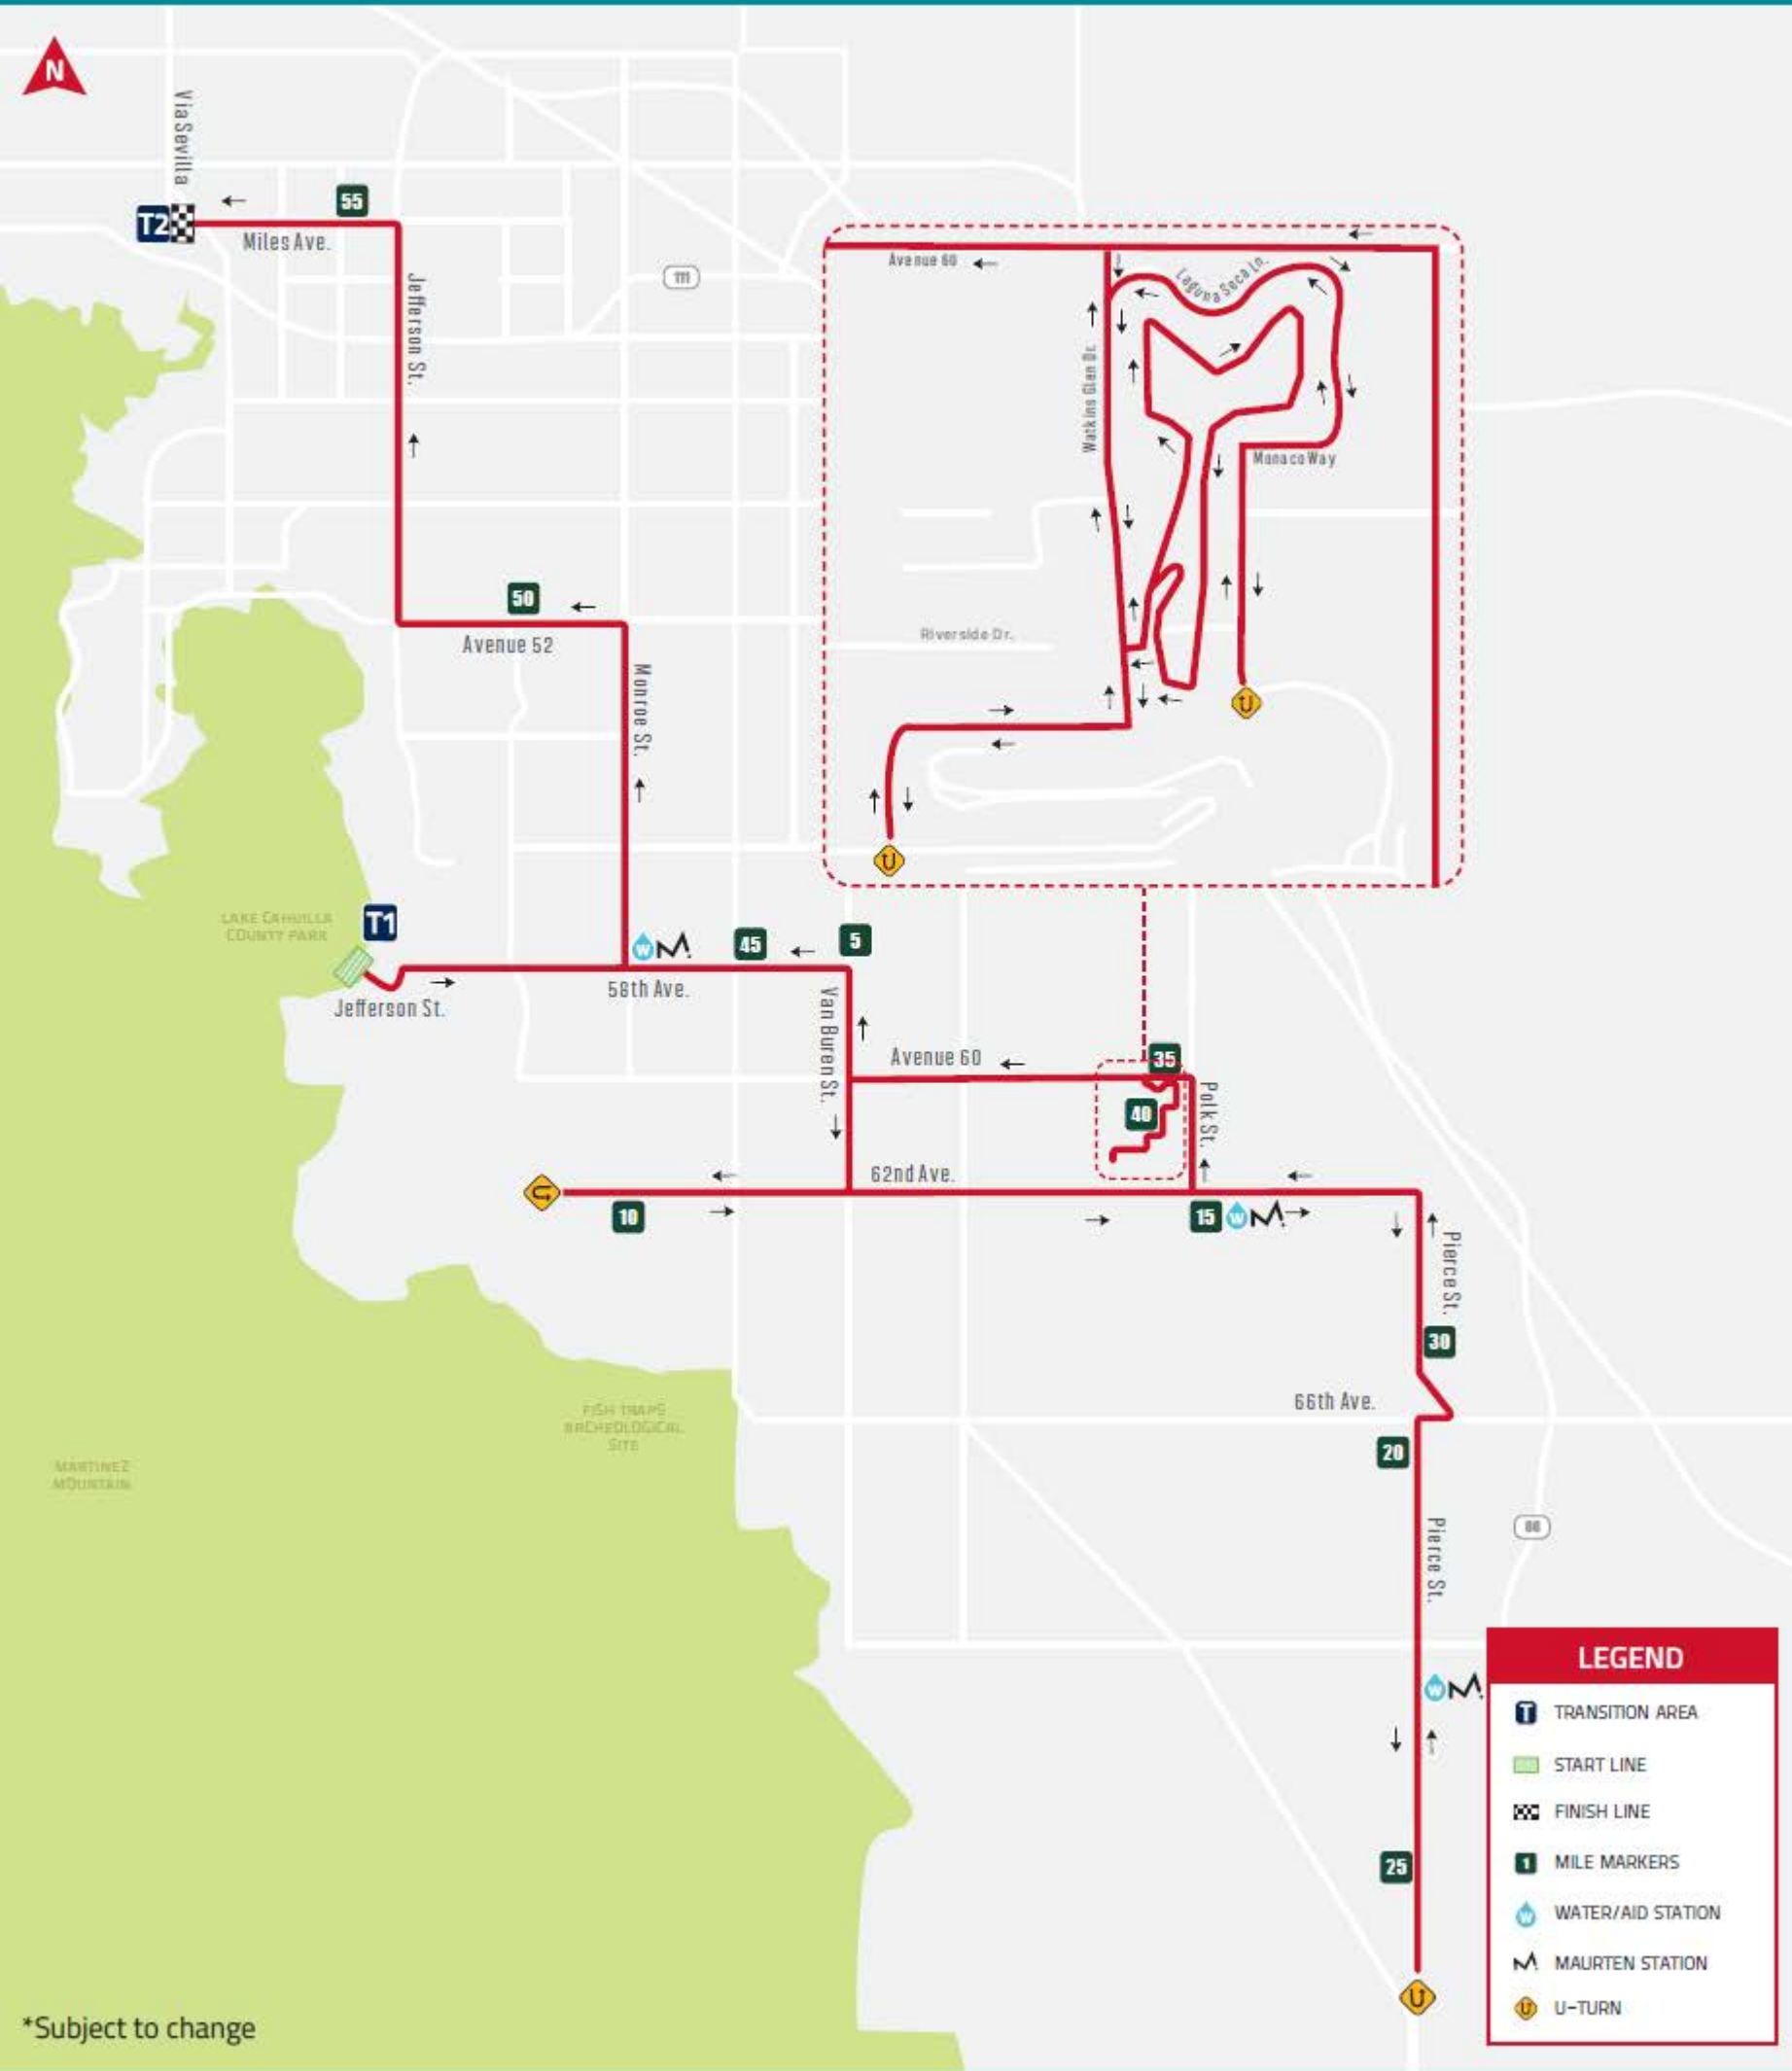 N
Via Sevilla
55
T2
Miles Ave.
Jefferson St.
111
Avenue 60
Laguna Seca Ln.
Watkins Glen Dr.
Monaco Way
Riverside Dr.
50
Avenue 52
Monroe St.
LAKE CAHUILLA
COUNTY PARK
T1
W
45
5
58th Ave.
Jefferson St.
Van Buren St.
Avenue 60
35
40
Polk St.
62nd Ave.
10
15
W
Pierce St.
30
66th Ave.
20
FISH TRAPS
ARCHEOLOGICAL
SITE
MARTINEZ
MOUNTAIN
86
Pierce St.
W
25
LEGEND
T TRANSITION AREA
START LINE
FINISH LINE
1 MILE MARKERS
W WATER/AID STATION
MAURTEN STATION
U-TURN
*Subject to change